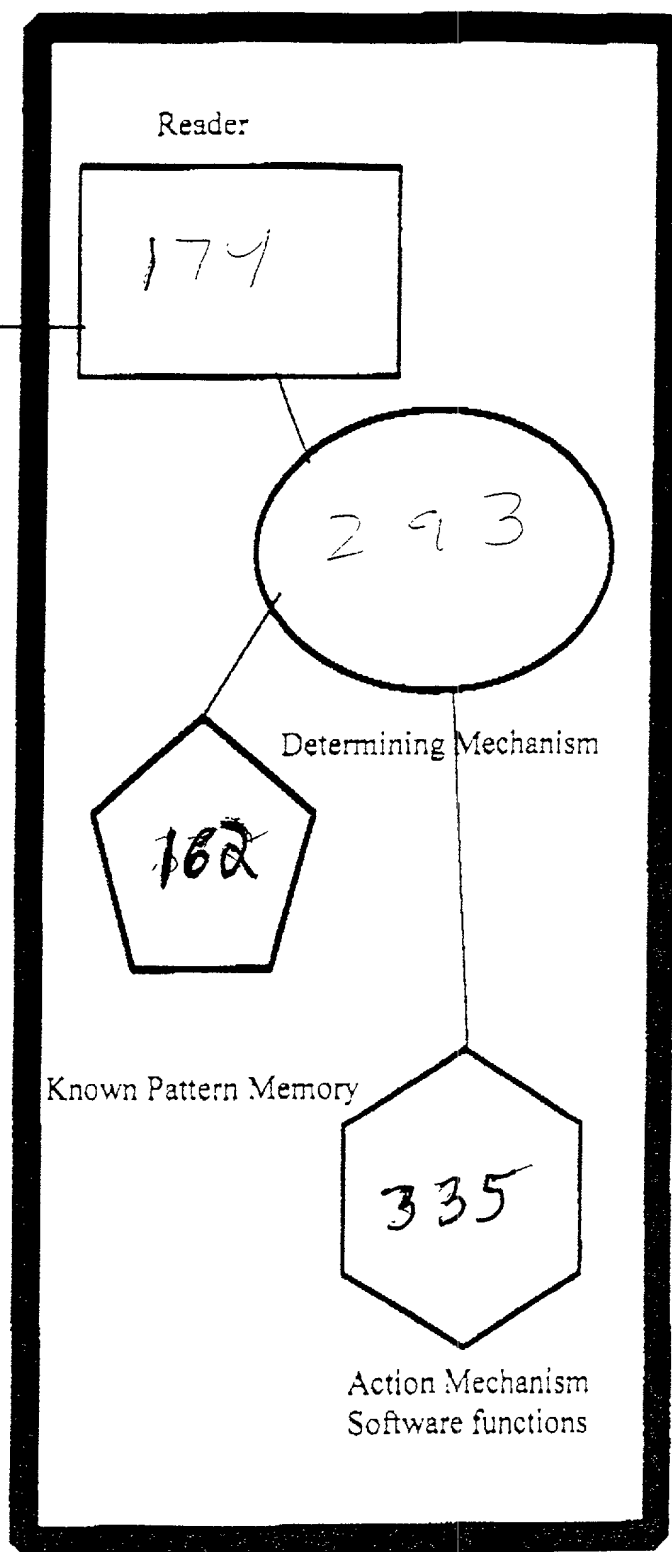 Reader
174
293
Determining Mechanism
162
Known Pattern Memory
335
Action Mechanism
Software functions